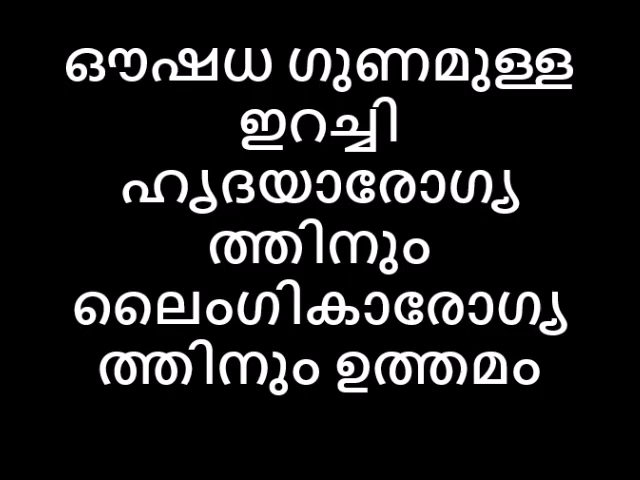 ഔഷധ ഗുണമുള്ള
ഇറച്ചി
ഹൃദയാരോഗ്യ
ത്തിനും
ലൈംഗികാരോഗ്യ
ത്തിനും ഉത്തമം